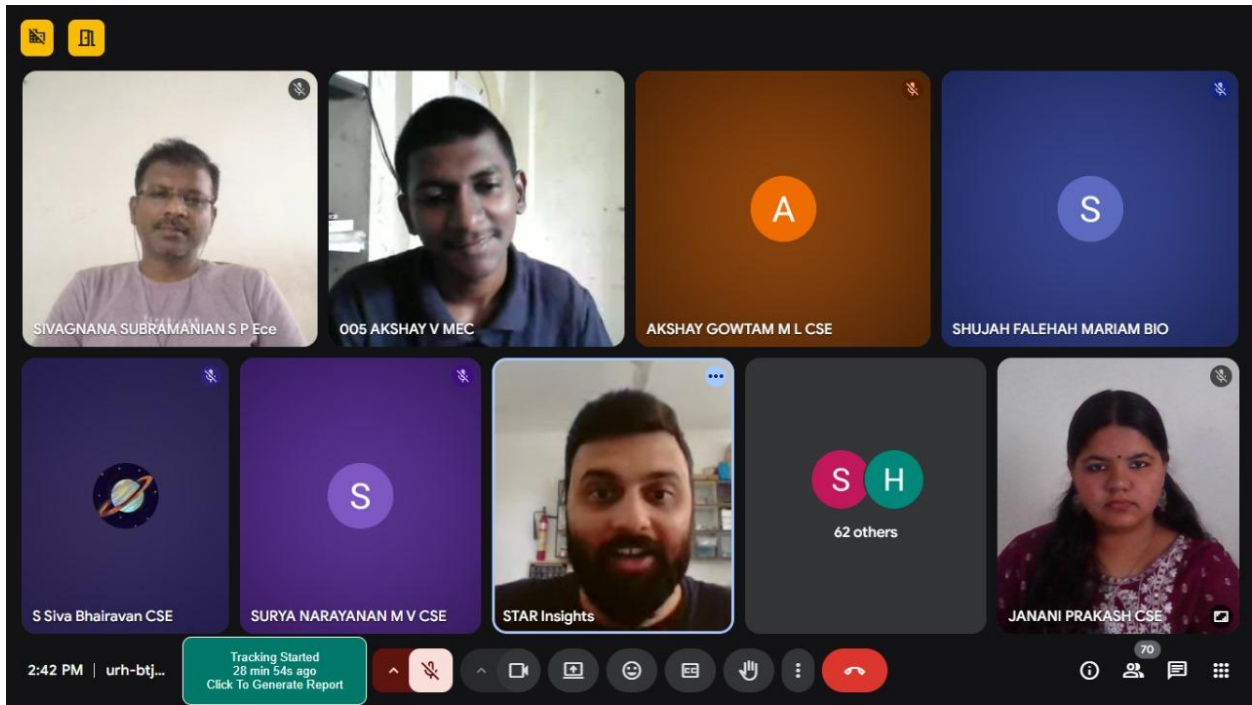 SIVAGNANA SUBRAMANIAN S P Ece
005 AKSHAY V MEC
A
AKSHAY GOWTAM M L CSE
S
SHUJAH FALEHAH MARIAM BIO
S Siva Bhairavan CSE
S
SURYA NARAYANAN M V CSE
STAR Insights
S H
62 others
JANANI PRAKASH CSE
2:42 PM | urh-btj...
Tracking Started
28 min 54s ago
Click To Generate Report
CC
70